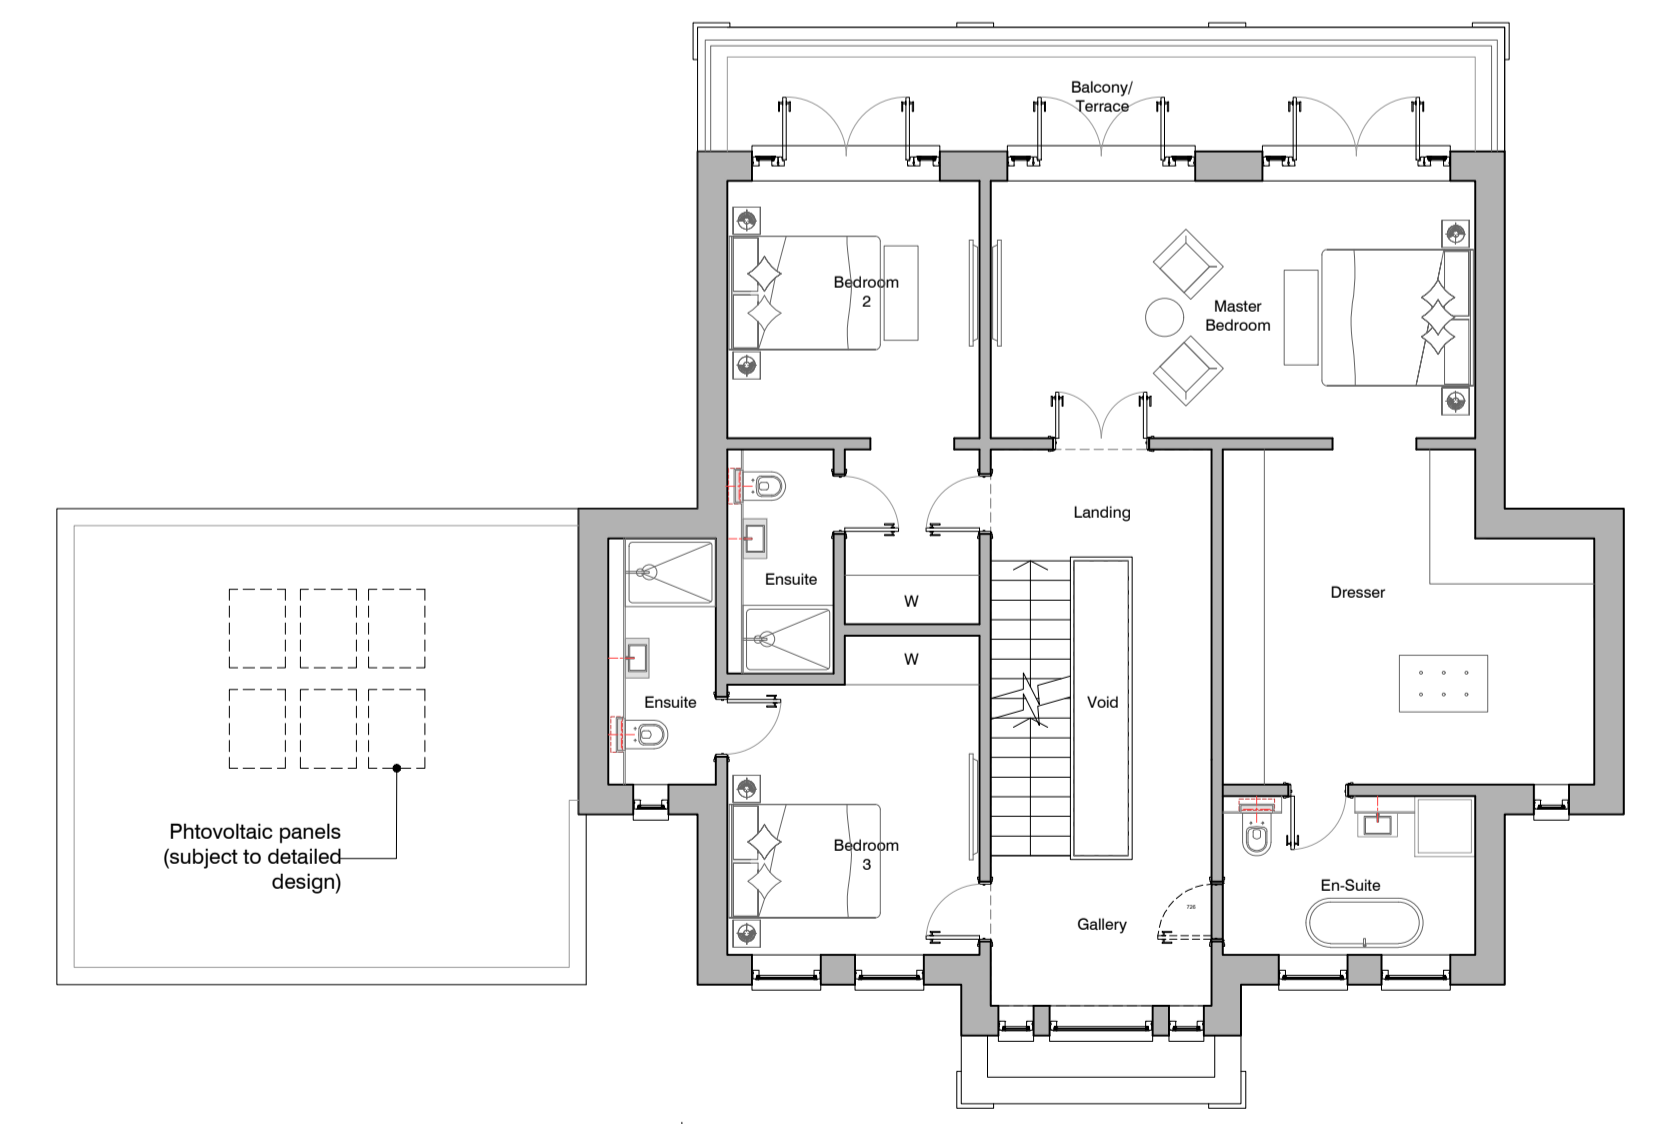 Balcony/
Terrace
Bedroom
2
Master
Bedroom
Landing
Ensuite
W
Dresser
W
Ensuite
Void
Phtovoltaic panels
(subject to detailed
design)
Bedroom
3
En-Suite
726
Gallery